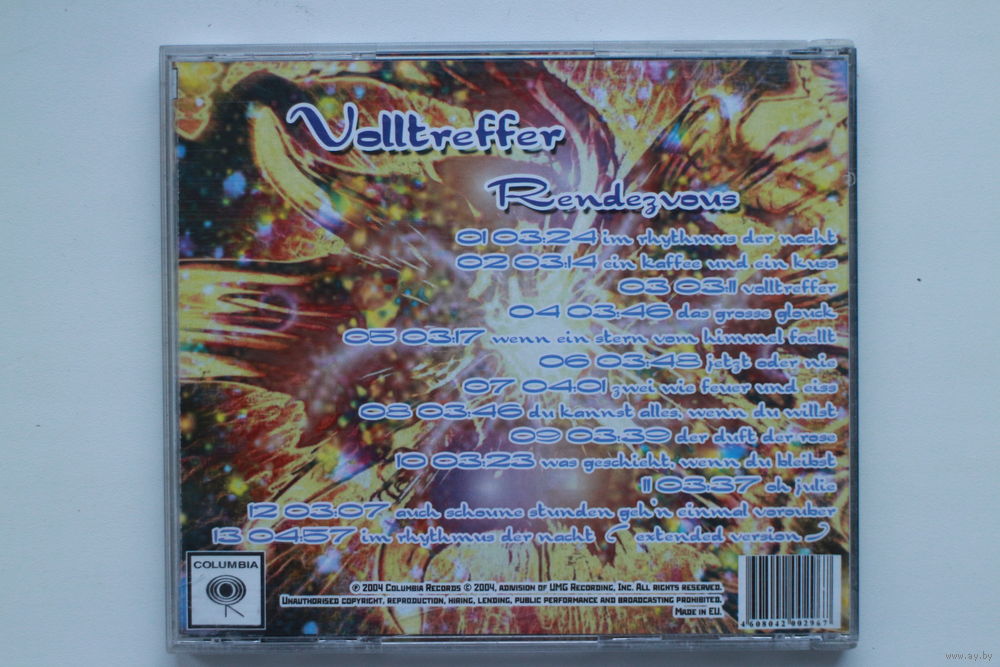 Volltreffer
Rendezvous
01 03:24 im rhythmus der nacht
02 03:14 ein kaffee und ein kuss
03 03:11 volltreffer
04 03:46 das grosse glouck
05 03:17 wenn ein stern vom himmel faellt
06 03:48 jetzt oder nie
07 04:01 zwei wie feuer und eiss
08 03:46 du kannst alles, wenn du willst
09 03:39 der duft der rose
10 03:23 was geschieht, wenn du bleibst
11 03:37 oh julie
12 03:07 auch schoune stunden geh'n einmal vorouber
13 04:57 im rhythmus der nacht ( extended version )
COLUMBIA
℗ 2004 Columbia Records © 2004, adivision of UMG Recording, Inc. All rights reserved.
Unauthorised copyright, reproduction, hiring, lending, public performance and broadcasting prohibited.
Made in EU.
4 608042 002967
www.ay.by